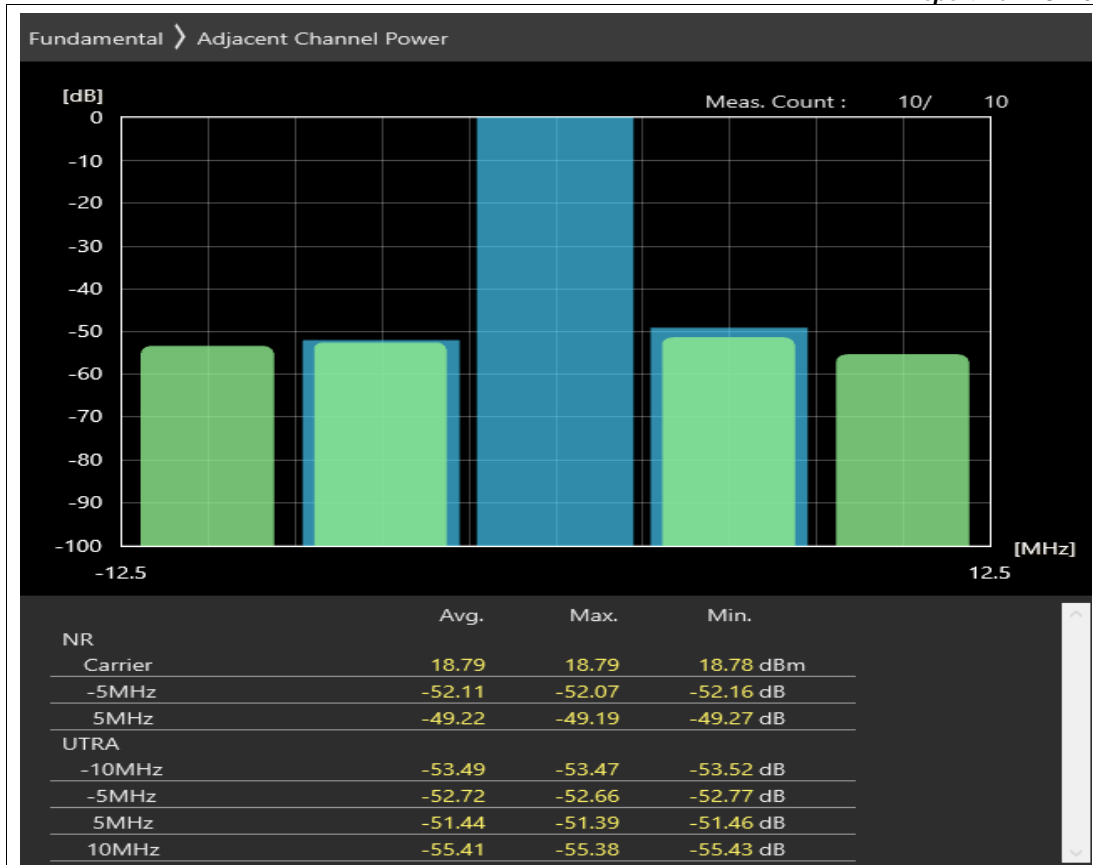 Fundamental ❯ Adjacent Channel Power
[dB]
Meas. Count : 10/ 10
0
-10
-20
-30
-40
-50
-60
-70
-80
-90
-100
[MHz]
-12.5 12.5
Avg. Max. Min.
NR
Carrier 18.79 18.79 18.78 dBm
-5MHz -52.11 -52.07 -52.16 dB
5MHz -49.22 -49.19 -49.27 dB
UTRA
-10MHz -53.49 -53.47 -53.52 dB
-5MHz -52.72 -52.66 -52.77 dB
5MHz -51.44 -51.39 -51.46 dB
10MHz -55.41 -55.38 -55.43 dB